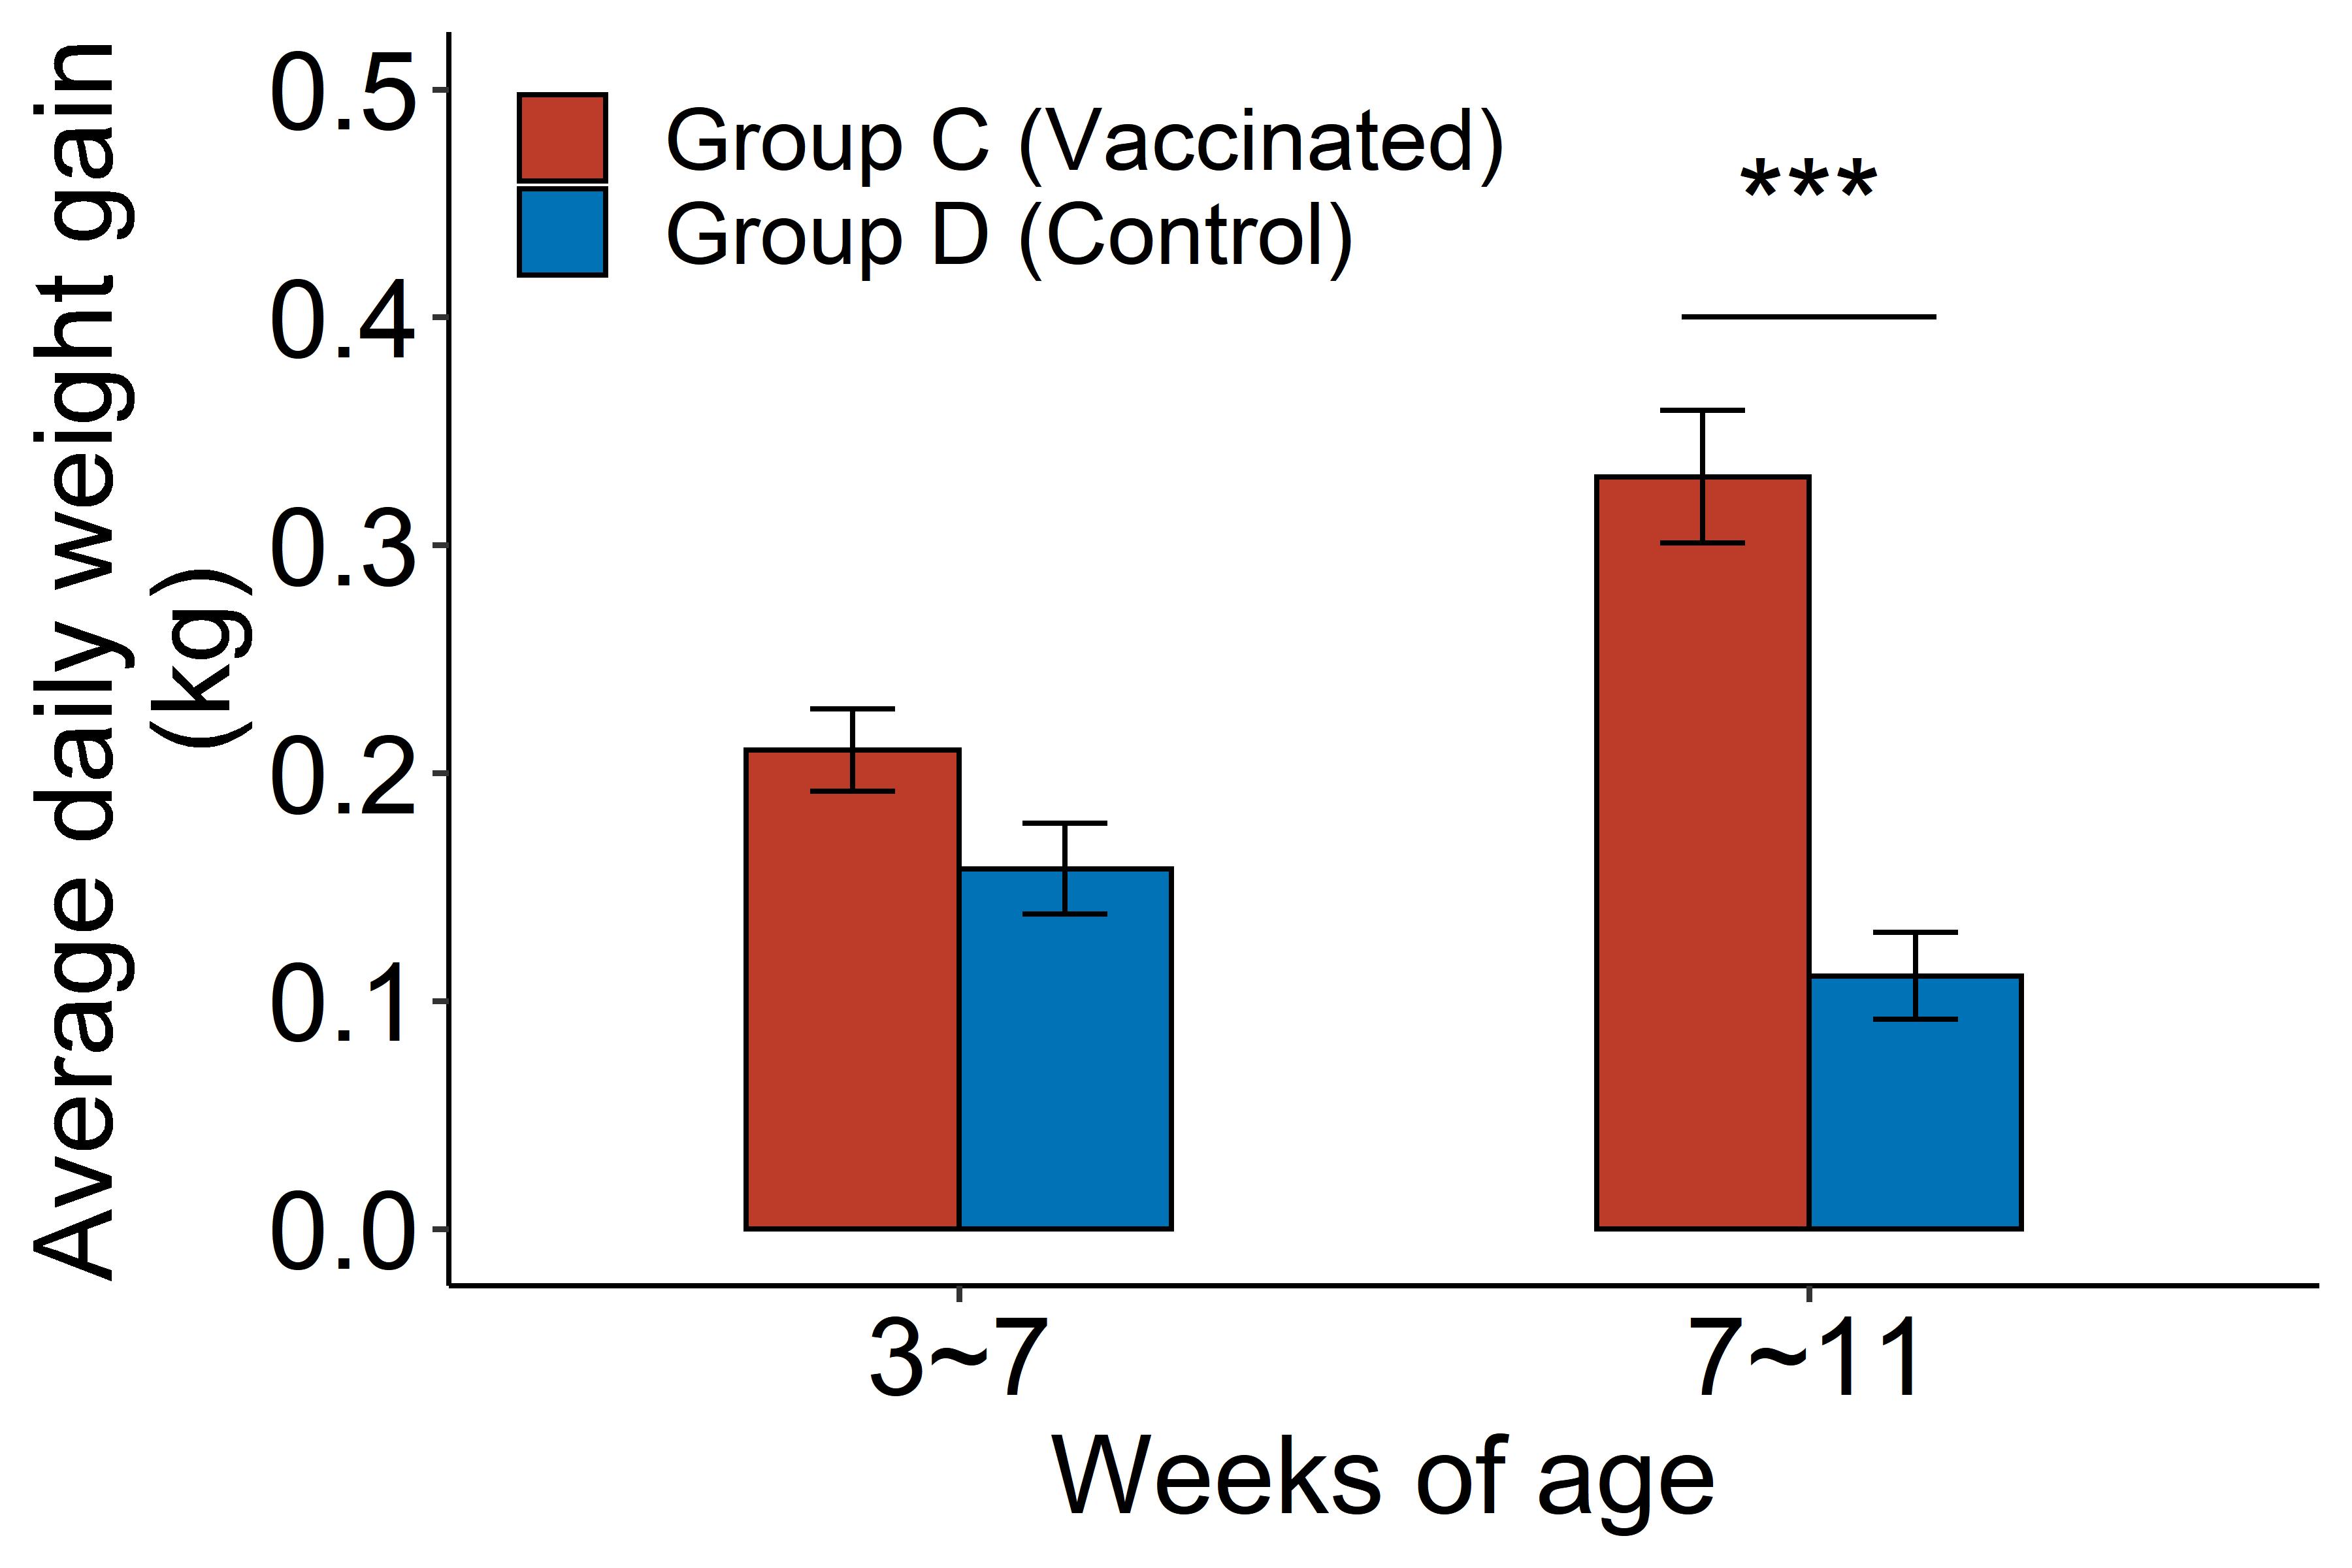 Average daily weight gain
(kg)
0.5
0.4
0.3
0.2
0.1
0.0
Group C (Vaccinated)
Group D (Control)
***
3~7
7~11
Weeks of age